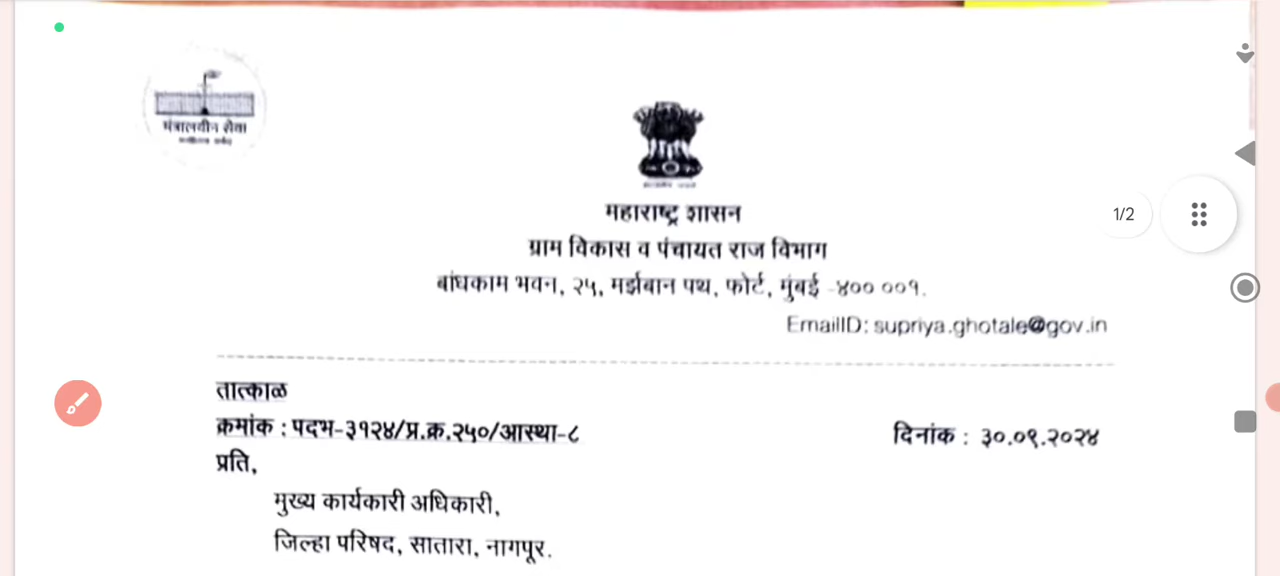 मंत्रालयीन सेवा
महाराष्ट्र शासन
ग्राम विकास व पंचायत राज विभाग
बांधकाम भवन, २५, मर्झबान पथ, फोर्ट, मुंबई -४०० ००१.
EmailID: supriya.ghotale@gov.in
1/2
तात्काळ
क्रमांक : पदभ-३१२४/प्र.क्र.२५०/आस्था-८
दिनांक : ३०.०९.२०२४
प्रति,
मुख्य कार्यकारी अधिकारी,
जिल्हा परिषद, सातारा, नागपूर.